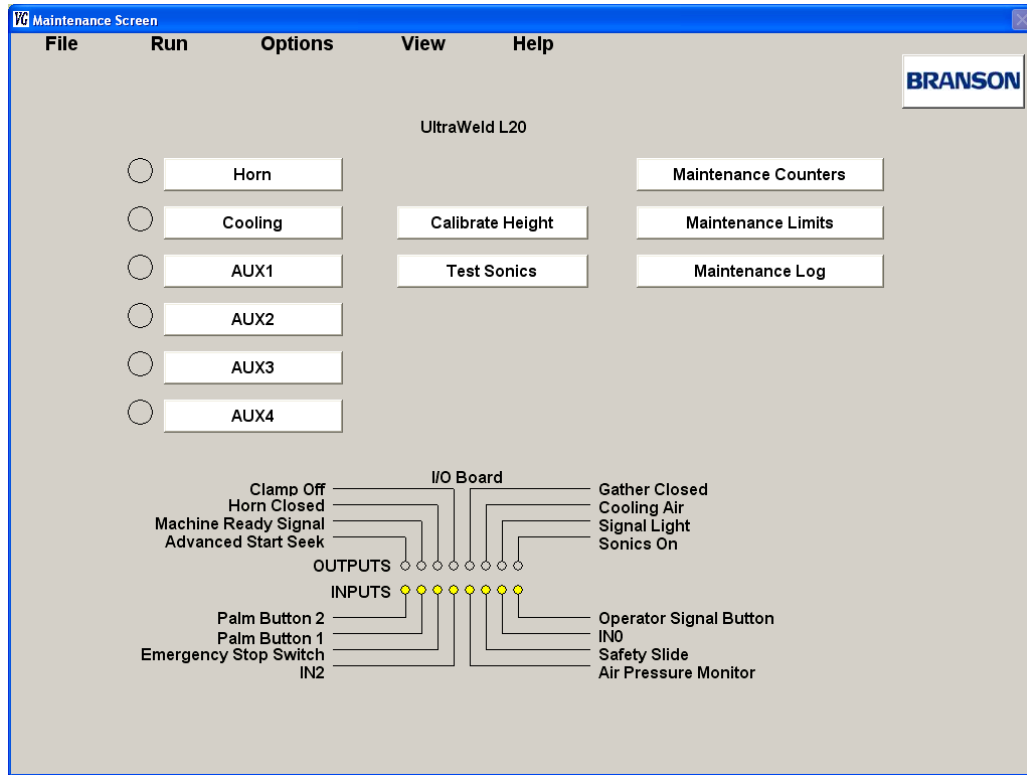 VG Maintenance Screen
File Run Options View Help
BRANSON
UltraWeld L20
Horn
Maintenance Counters
Cooling
Calibrate Height
Maintenance Limits
AUX1
Test Sonics
Maintenance Log
AUX2
AUX3
AUX4
I/O Board
Clamp Off
Gather Closed
Horn Closed
Cooling Air
Machine Ready Signal
Signal Light
Advanced Start Seek
Sonics On
OUTPUTS
INPUTS
Palm Button 2
Operator Signal Button
Palm Button 1
IN0
Emergency Stop Switch
Safety Slide
IN2
Air Pressure Monitor